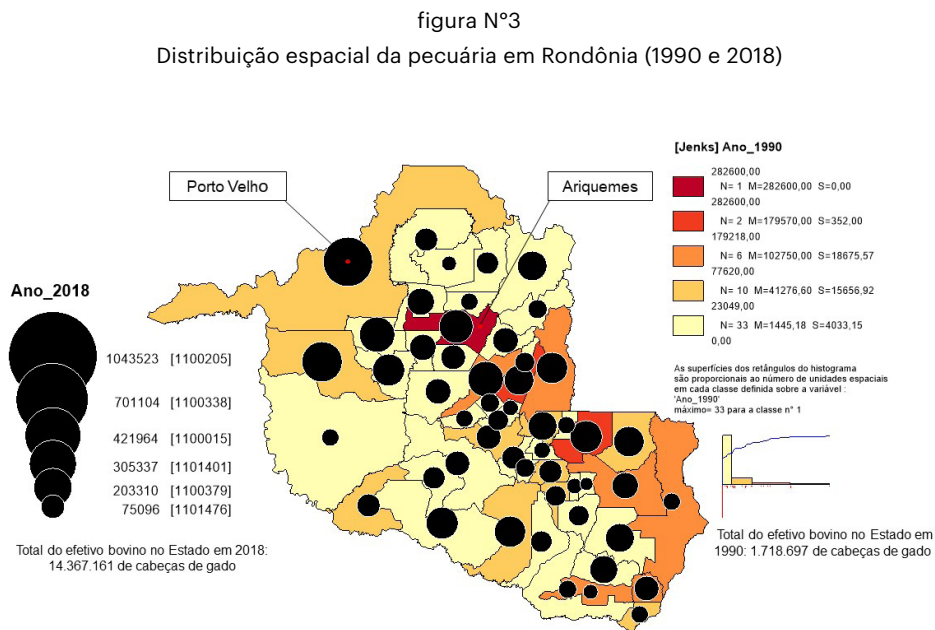 figura N°3
Distribuição espacial da pecuária em Rondônia (1990 e 2018)
Porto Velho
Ariquemes
[Jenks] Ano_1990
282600,00
N= 1 M=282600,00 S=0,00
282600,00
N= 2 M=179570,00 S=352,00
179218,00
N= 6 M=102750,00 S=18675,57
77620,00
N= 10 M=41276,60 S=15656,92
23049,00
N= 33 M=1445,18 S=4033,15
0,00
As superfícies dos retângulos do histograma
são proporcionais ao número de unidades espaciais
em cada classe definida sobre a variável :
'Ano_1990'
máximo= 33 para a classe n° 1
Total do efetivo bovino no Estado em
1990: 1.718.697 de cabeças de gado
Ano_2018
1043523 [1100205]
701104 [1100338]
421964 [1100015]
305337 [1101401]
203310 [1100379]
75096 [1101476]
Total do efetivo bovino no Estado em 2018:
14.367.161 de cabeças de gado